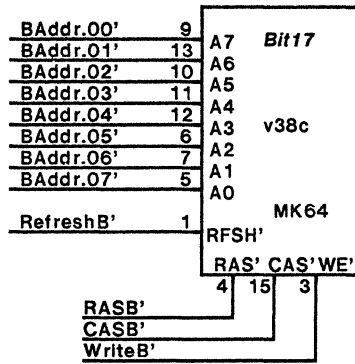 BAddr.00' 9 A7 Bit17
BAddr.01' 13 A6
BAddr.02' 10 A5
BAddr.03' 11 A4
BAddr.04' 12 A3 v38c
BAddr.05' 6 A2
BAddr.06' 7 A1
BAddr.07' 5 A0
MK64
RefreshB' 1 RFSH'
RAS' CAS' WE'
4 15 3
RASB'
CASB'
WriteB'